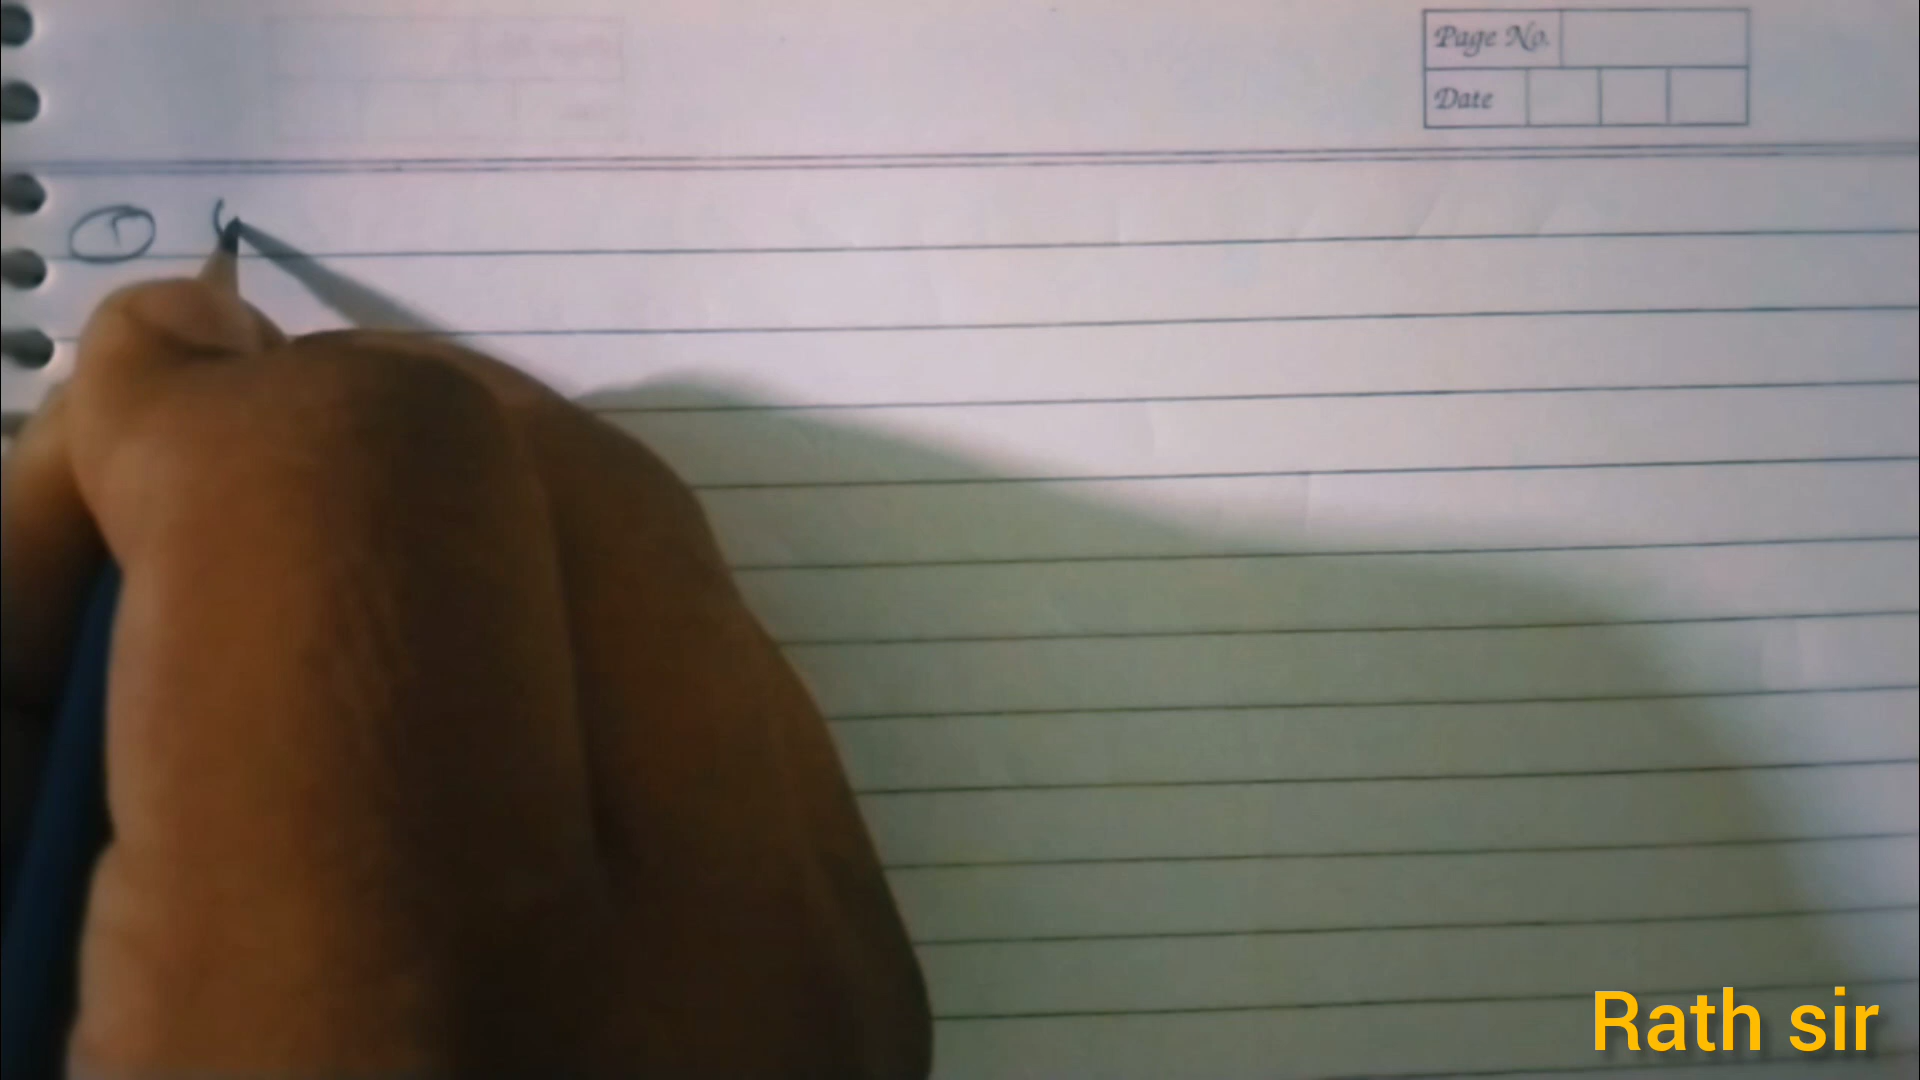 Page No.
Date
①
Rath sir